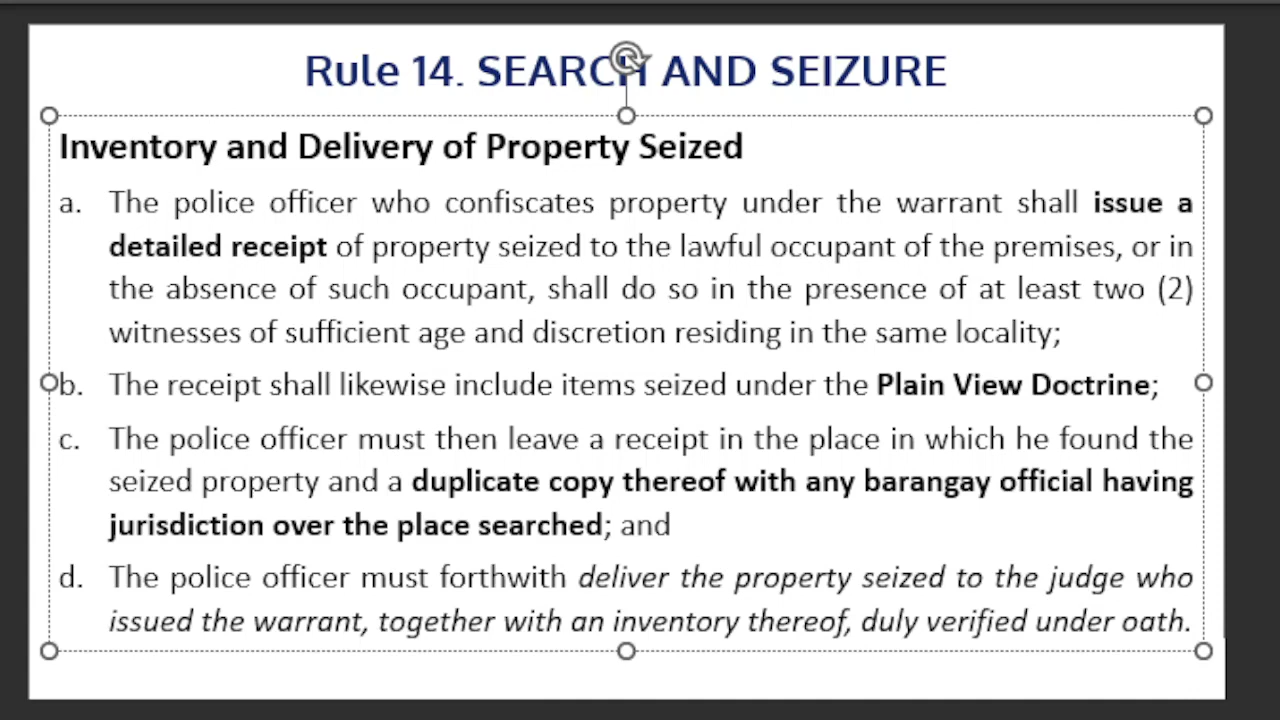 Rule 14. SEARCH AND SEIZURE
Inventory and Delivery of Property Seized
a. The police officer who confiscates property under the warrant shall issue a
detailed receipt of property seized to the lawful occupant of the premises, or in
the absence of such occupant, shall do so in the presence of at least two (2)
witnesses of sufficient age and discretion residing in the same locality;
b. The receipt shall likewise include items seized under the Plain View Doctrine;
c. The police officer must then leave a receipt in the place in which he found the
seized property and a duplicate copy thereof with any barangay official having
jurisdiction over the place searched; and
d. The police officer must forthwith deliver the property seized to the judge who
issued the warrant, together with an inventory thereof, duly verified under oath.